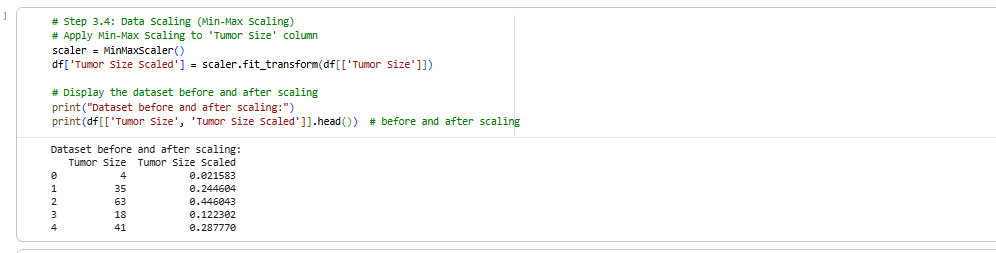 ]
# Step 3.4: Data Scaling (Min-Max Scaling)
# Apply Min-Max Scaling to 'Tumor Size' column
scaler = MinMaxScaler()
df['Tumor Size Scaled'] = scaler.fit_transform(df[['Tumor Size']])
# Display the dataset before and after scaling
print("Dataset before and after scaling:")
print(df[['Tumor Size', 'Tumor Size Scaled']].head())  # before and after scaling
Dataset before and after scaling:
   Tumor Size  Tumor Size Scaled
0           4           0.021583
1          35           0.244604
2          63           0.446043
3          18           0.122302
4          41           0.287770